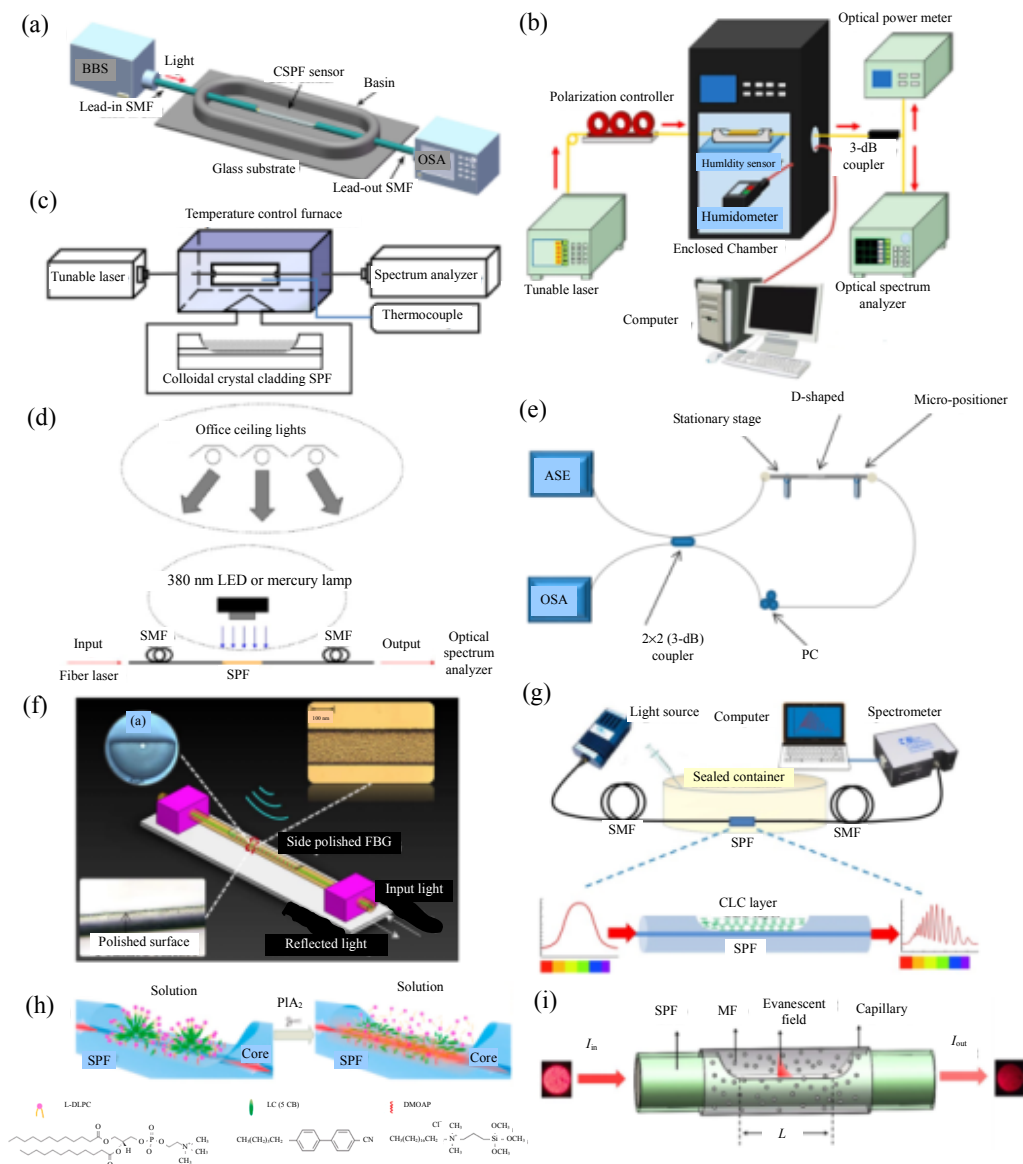 (a)
BBS
Light
CSPF sensor
Basin
Lead-in SMF
Glass substrate
OSA
Lead-out SMF
(b)
Optical power meter
Polarization controller
3-dB
coupler
Humidity sensor
Humidometer
Enclosed Chamber
Tunable laser
Optical spectrum
analyzer
Computer
(c)
Temperature control furnace
Tunable laser
Spectrum analyzer
Thermocouple
Colloidal crystal cladding SPF
(d)
Office ceiling lights
380 nm LED or mercury lamp
Input
SMF
SMF
Output
Optical
spectrum
analyzer
Fiber laser
SPF
(e)
D-shaped
Stationary stage
Micro-positioner
ASE
OSA
2×2 (3-dB)
coupler
PC
(f)
(a)
100 nm
Side polished FBG
Input light
Polished surface
Reflected light
(g)
Light source
Computer
Spectrometer
Sealed container
SMF
SMF
SPF
CLC layer
SPF
(h)
Solution
PlA₂
Solution
SPF
Core
SPF
Core
L-DLPC
LC (5 CB)
DMOAP
(i)
SPF
MF
Evanescent
field
Capillary
I in
I out
L